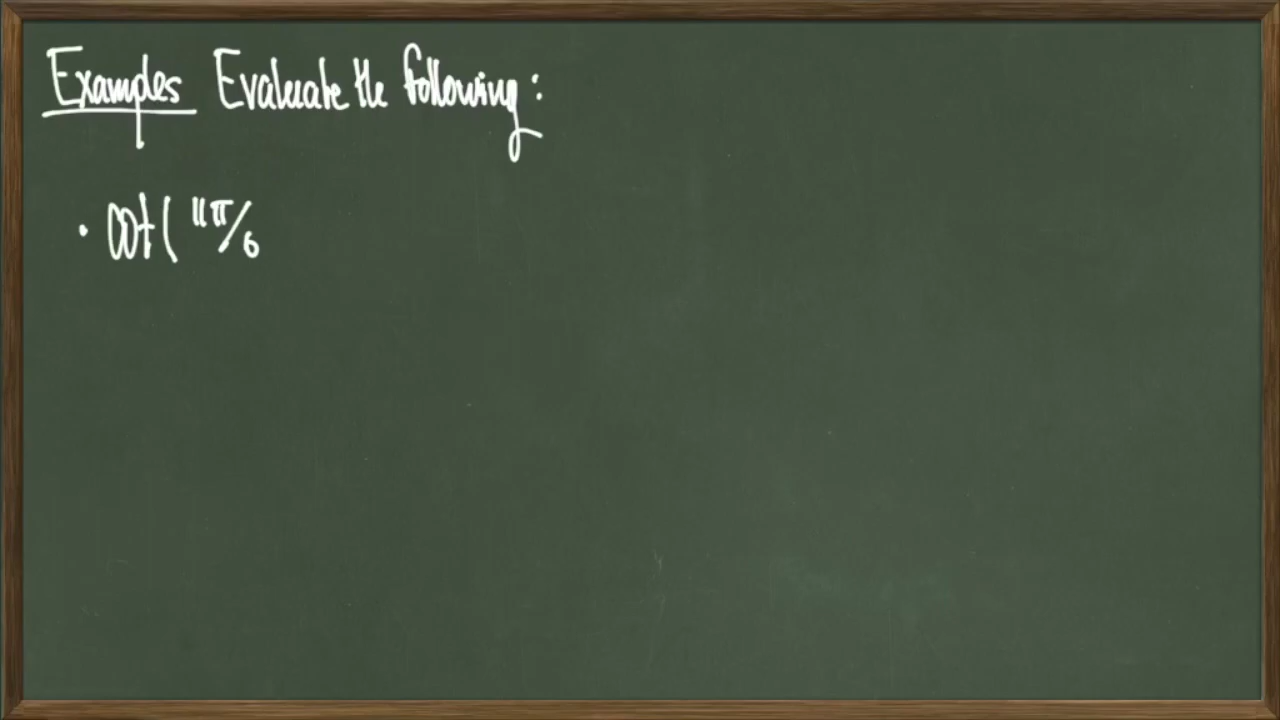 Examples Evaluate the following:
· cot( 11π/6